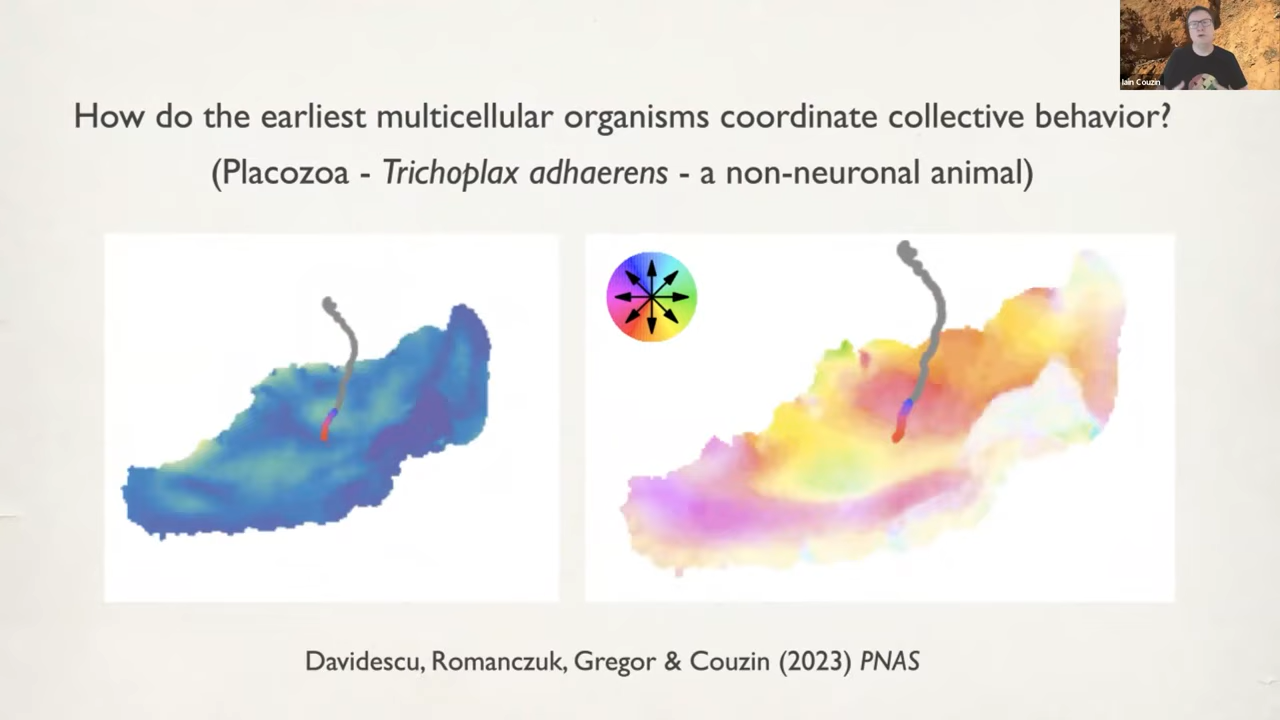 Iain Couzin
How do the earliest multicellular organisms coordinate collective behavior?
(Placozoa - Trichoplax adhaerens - a non-neuronal animal)
Davidescu, Romanczuk, Gregor & Couzin (2023) PNAS